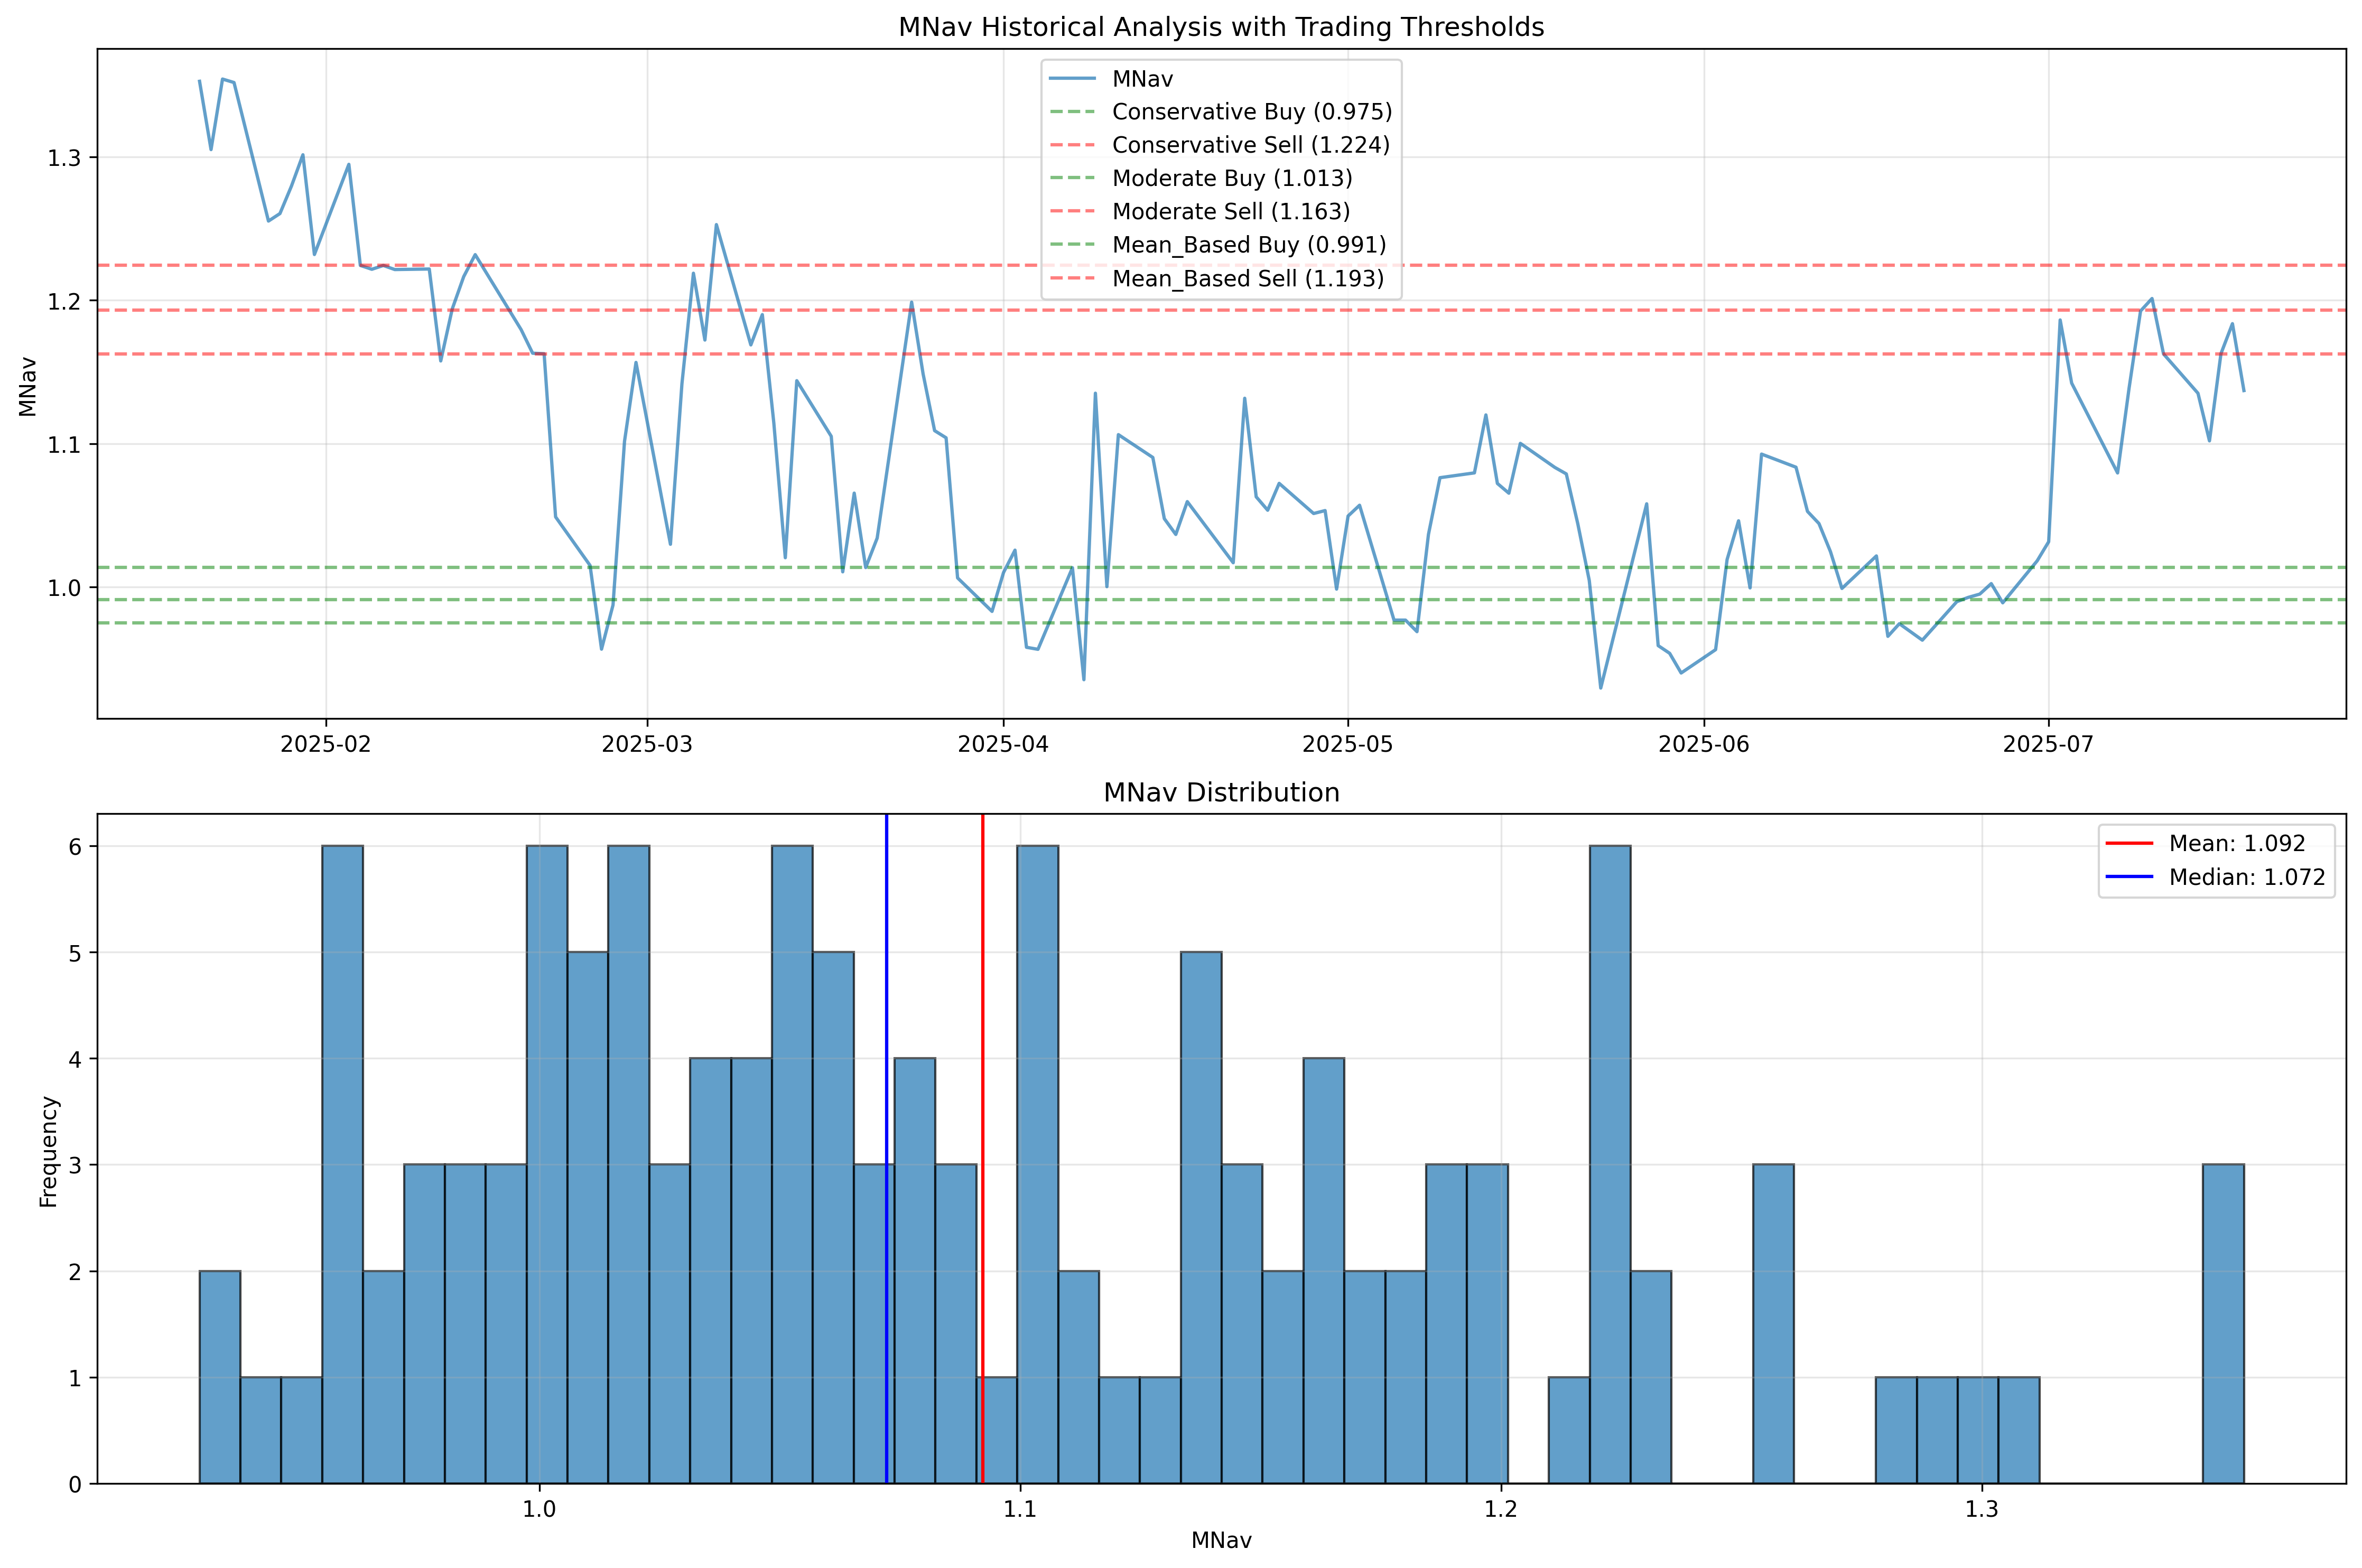 MNav Historical Analysis with Trading Thresholds
MNav
Conservative Buy (0.975)
Conservative Sell (1.224)
Moderate Buy (1.013)
Moderate Sell (1.163)
Mean_Based Buy (0.991)
Mean_Based Sell (1.193)
MNav
1.3
1.2
1.1
1.0
2025-02
2025-03
2025-04
2025-05
2025-06
2025-07
MNav Distribution
Mean: 1.092
Median: 1.072
Frequency
6
5
4
3
2
1
0
1.0
1.1
1.2
1.3
MNav